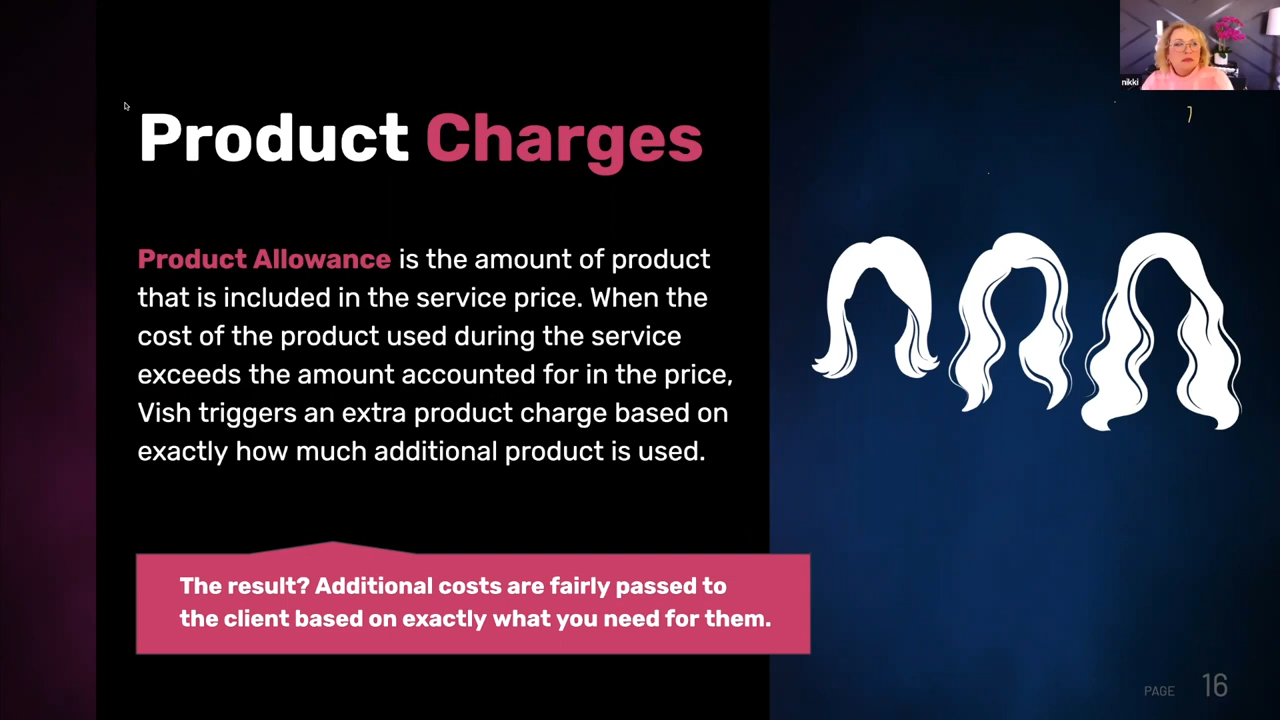 nikki
Product Charges
Product Allowance is the amount of product
that is included in the service price. When the
cost of the product used during the service
exceeds the amount accounted for in the price,
Vish triggers an extra product charge based on
exactly how much additional product is used.
The result? Additional costs are fairly passed to
the client based on exactly what you need for them.
PAGE 16